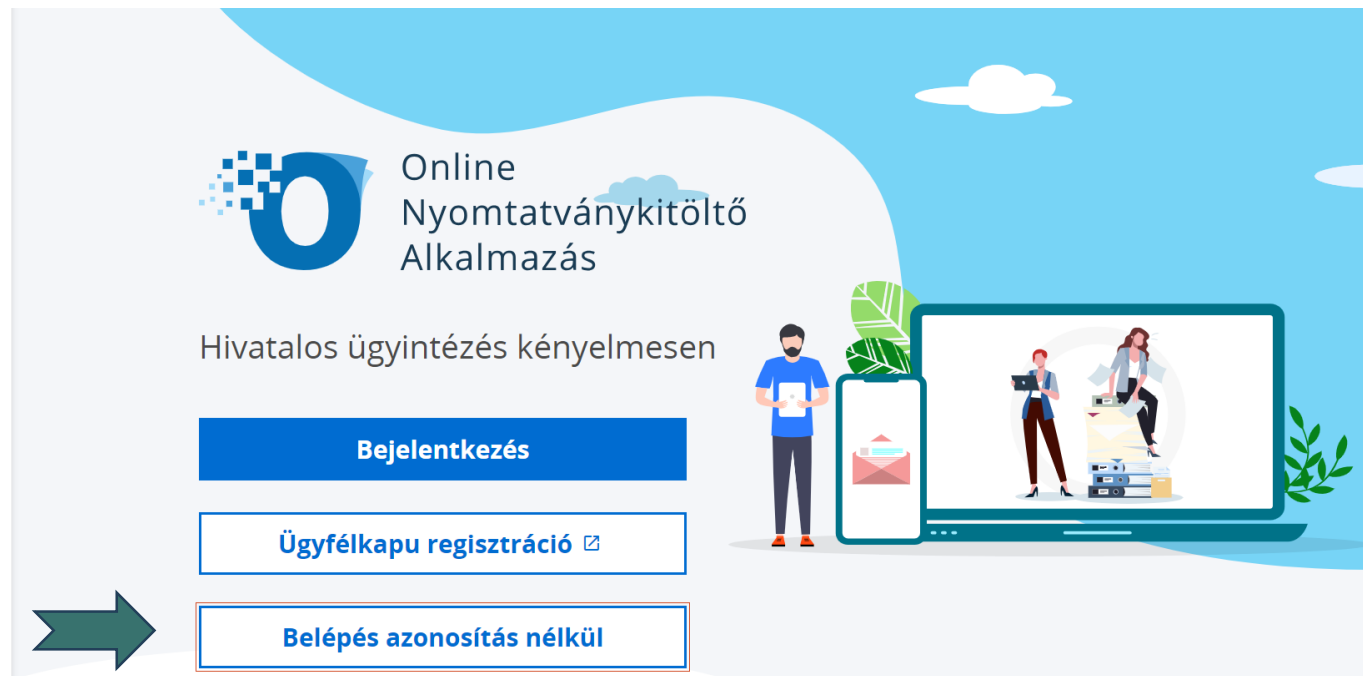 Online
Nyomtatványkitöltő
Alkalmazás
Hivatalos ügyintézés kényelmesen
Bejelentkezés
Ügyfélkapu regisztráció
Belépés azonosítás nélkül